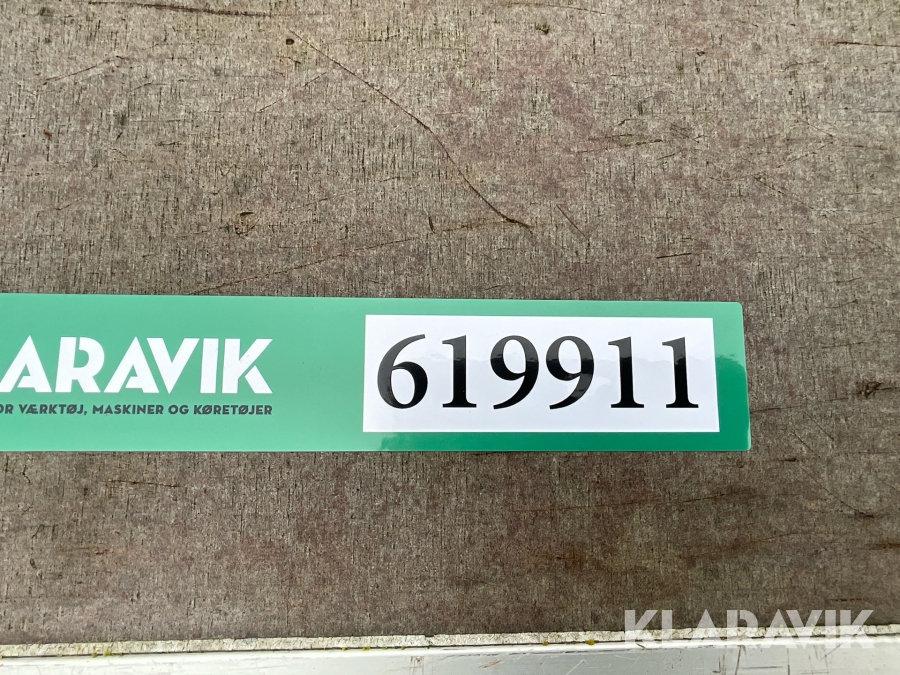 ARAVIK
OR VÆRKTØJ, MASKINER OG KØRETØJER
619911
KLARAVIK